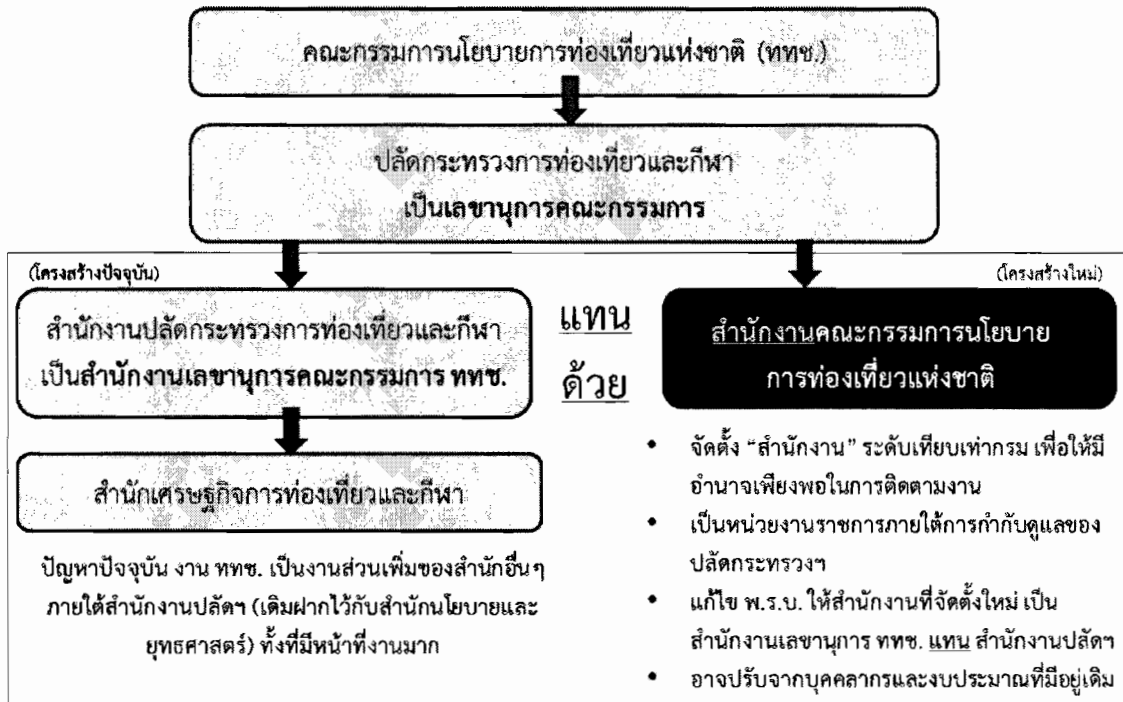 คณะกรรมการนโยบายการท่องเที่ยวแห่งชาติ (ททช.)
ปลัดกระทรวงการท่องเที่ยวและกีฬา
เป็นเลขานุการคณะกรรมการ
(โครงสร้างปัจจุบัน)
สำนักงานปลัดกระทรวงการท่องเที่ยวและกีฬา
เป็นสำนักงานเลขานุการคณะกรรมการ ททช.
สำนักเศรษฐกิจการท่องเที่ยวและกีฬา
ปัญหาปัจจุบัน งาน ททช. เป็นงานส่วนเพิ่มของสำนักอื่นๆ
ภายใต้สำนักงานปลัดฯ (เดิมฝากไว้กับสำนักนโยบายและ
ยุทธศาสตร์) ทั้งที่มีหน้าที่งานมาก
แทน
ด้วย
(โครงสร้างใหม่)
สำนักงานคณะกรรมการนโยบาย
การท่องเที่ยวแห่งชาติ
• จัดตั้ง “สำนักงาน” ระดับเทียบเท่ากรม เพื่อให้มี
อำนาจเพียงพอในการติดตามงาน
• เป็นหน่วยงานราชการภายใต้การกำกับดูแลของ
ปลัดกระทรวงฯ
• แก้ไข พ.ร.บ. ให้สำนักงานที่จัดตั้งใหม่ เป็น
สำนักงานเลขานุการ ททช. แทน สำนักงานปลัดฯ
• อาจปรับจากบุคคลากรและงบประมาณที่มีอยู่เดิม